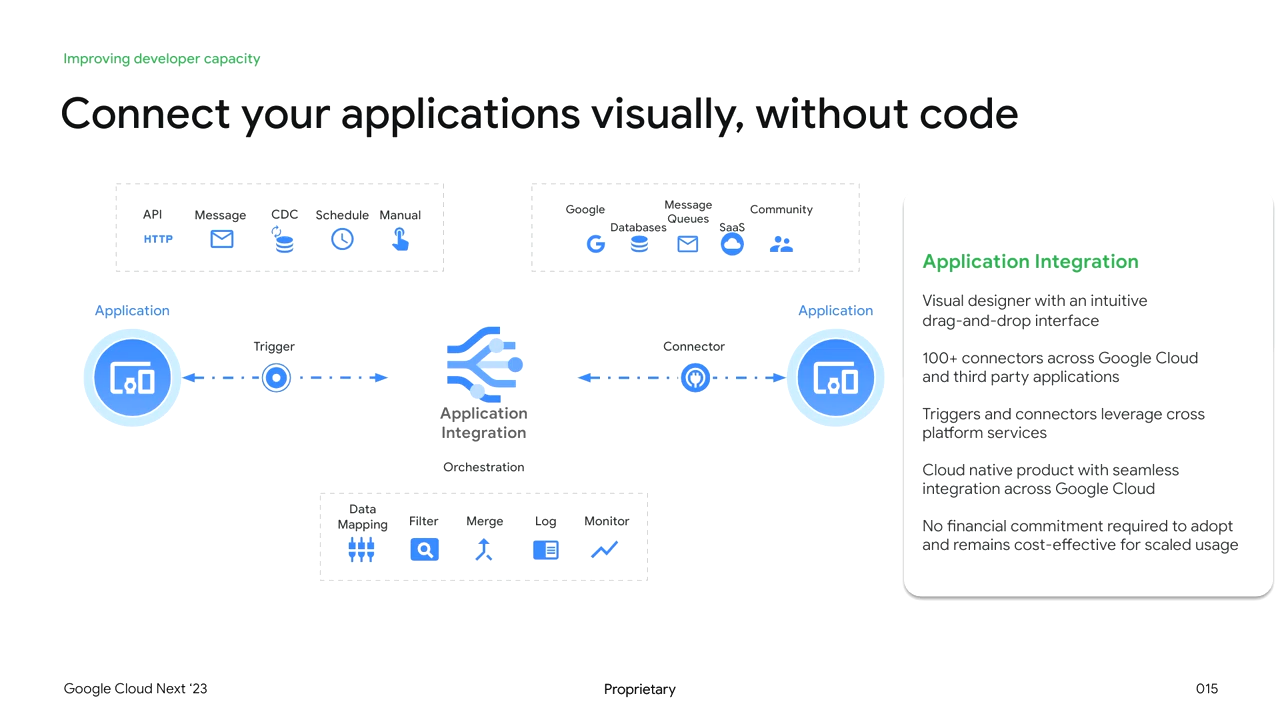 Improving developer capacity
Connect your applications visually, without code
API
Message
CDC
Schedule
Manual
HTTP
Google
Databases
Message
Queues
SaaS
Community
G
Application
Trigger
Application
Integration
Connector
Application
Orchestration
Data
Mapping
Filter
Merge
Log
Monitor
Application Integration
Visual designer with an intuitive
drag-and-drop interface
100+ connectors across Google Cloud
and third party applications
Triggers and connectors leverage cross
platform services
Cloud native product with seamless
integration across Google Cloud
No financial commitment required to adopt
and remains cost-effective for scaled usage
Google Cloud Next ‘23
Proprietary
015